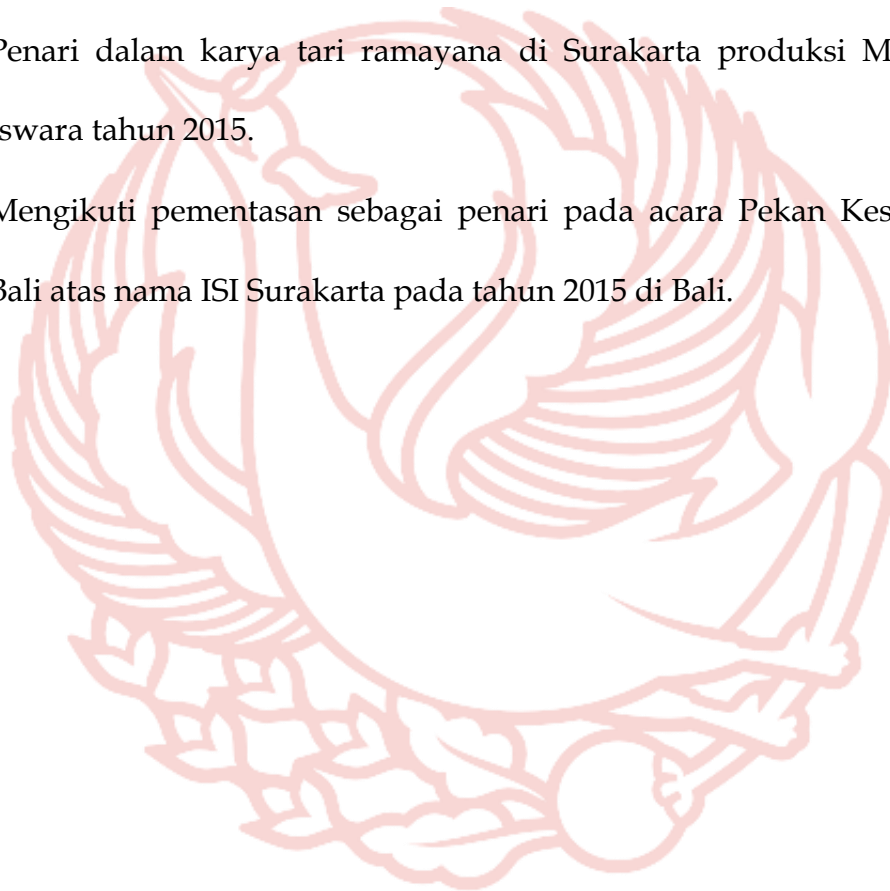 Penari dalam karya tari ramayana di Surakarta produksi M
swara tahun 2015.
Mengikuti pementasan sebagai penari pada acara Pekan Kes
Bali atas nama ISI Surakarta pada tahun 2015 di Bali.